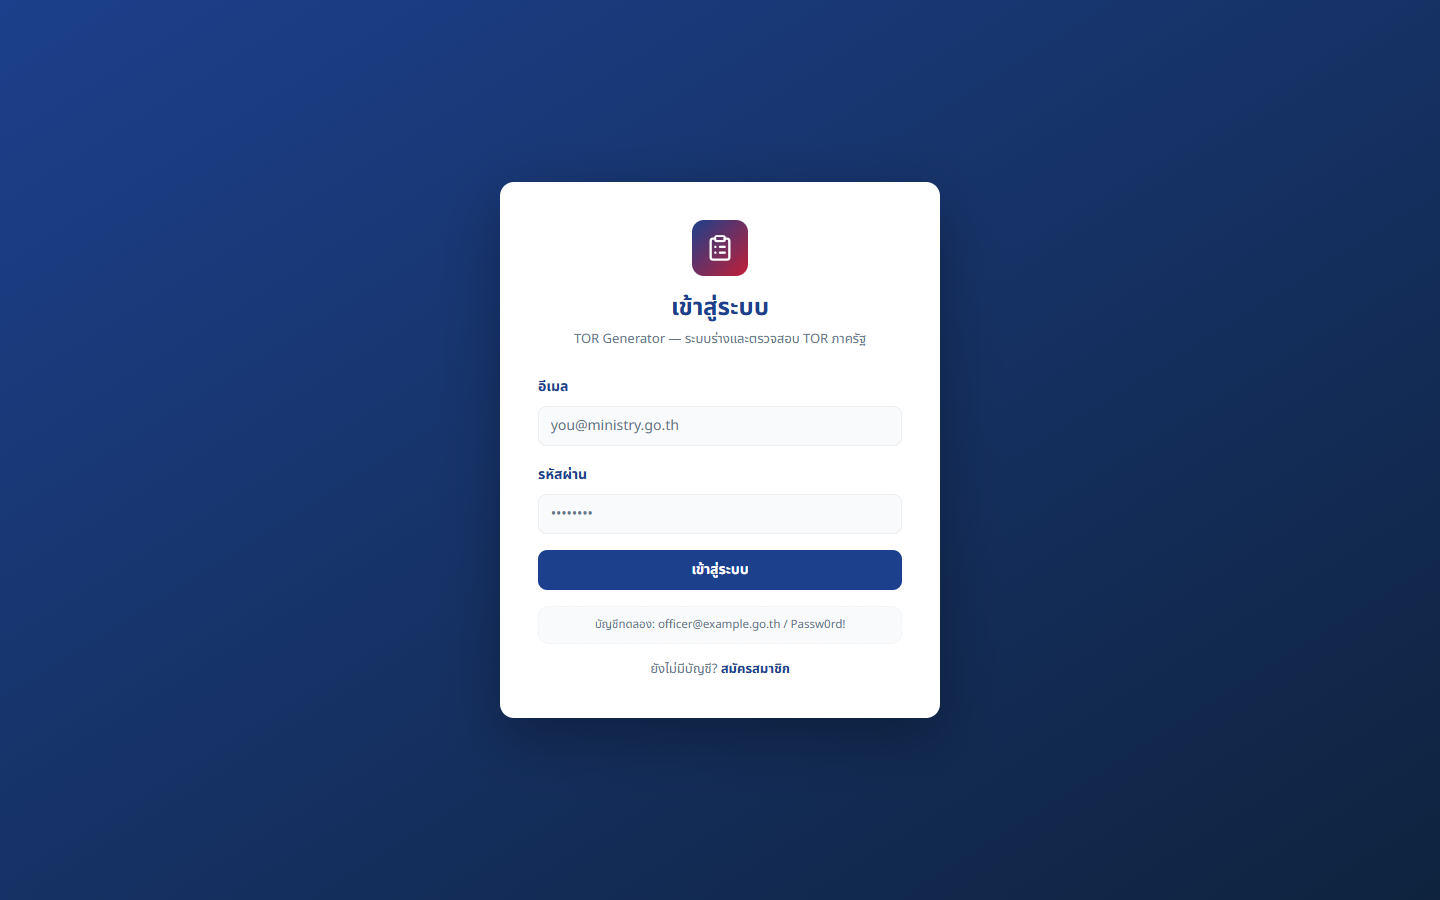 เข้าสู่ระบบ
TOR Generator — ระบบร่างและตรวจสอบ TOR ภาครัฐ
อีเมล
you@ministry.go.th
รหัสผ่าน
••••••••
เข้าสู่ระบบ
บัญชีทดลอง: officer@example.go.th / Passw0rd!
ยังไม่มีบัญชี? สมัครสมาชิก